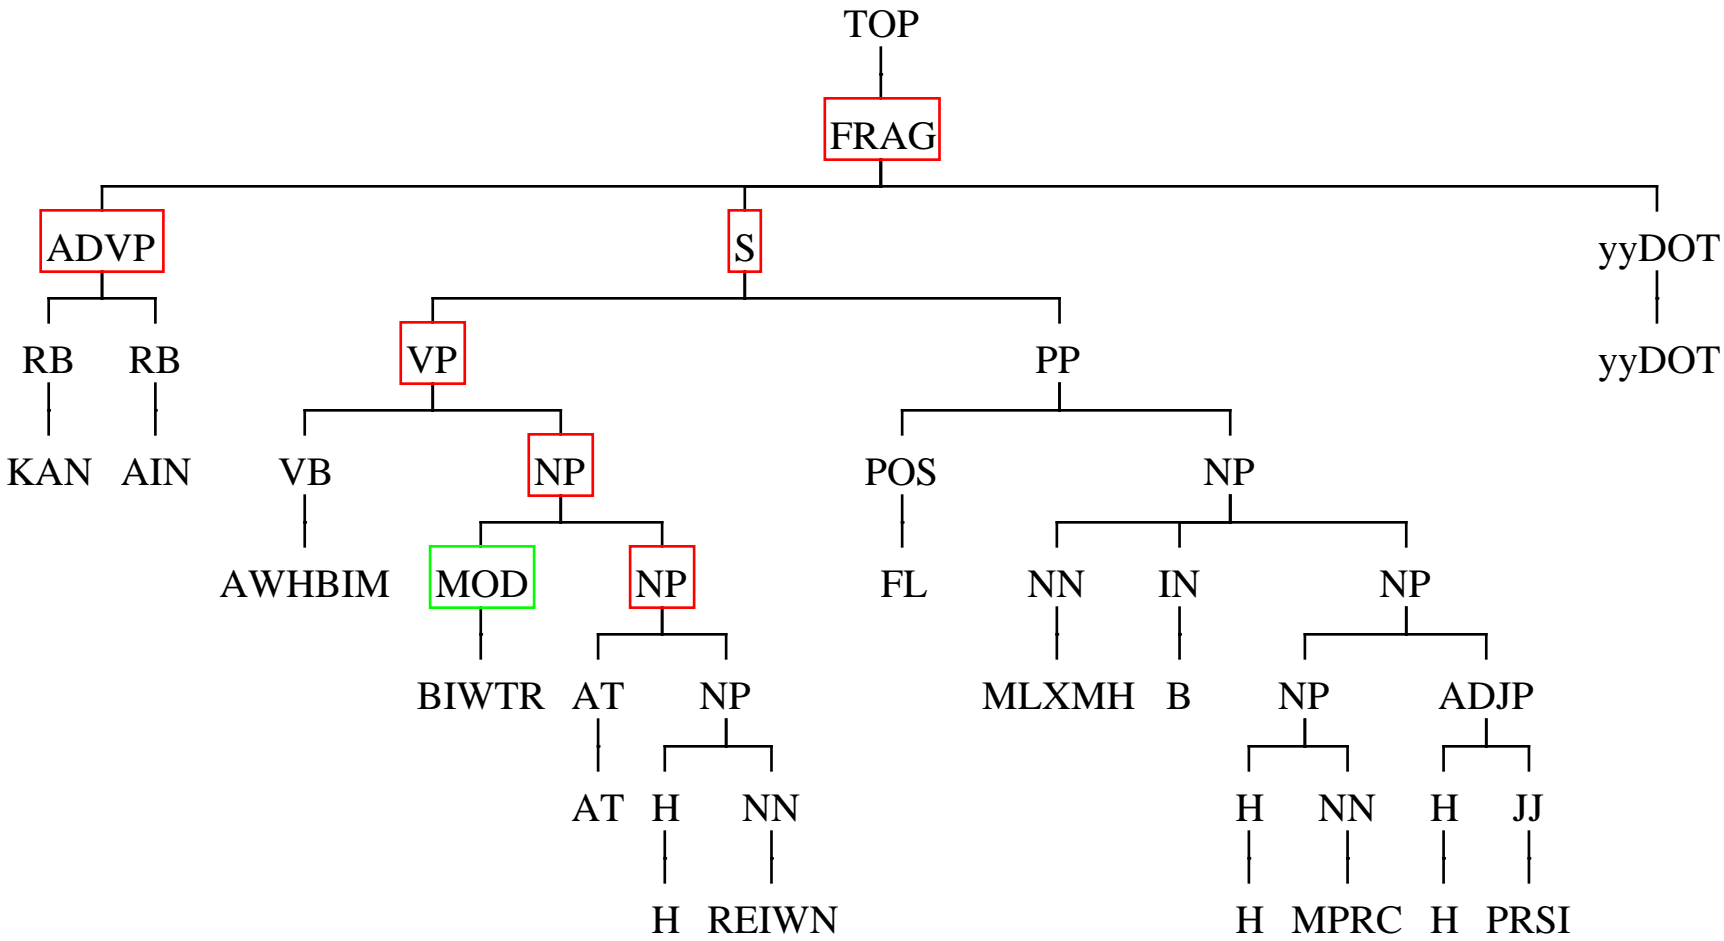 TOP
FRAG
ADVP S yyDOT
RB RB VP PP yyDOT
KAN AIN VB NP POS NP
AWHBIM MOD NP FL NN IN NP
BIWTR AT NP MLXMH B NP ADJP
AT H NN H NN H JJ
H REIWN H MPRC H PRSI